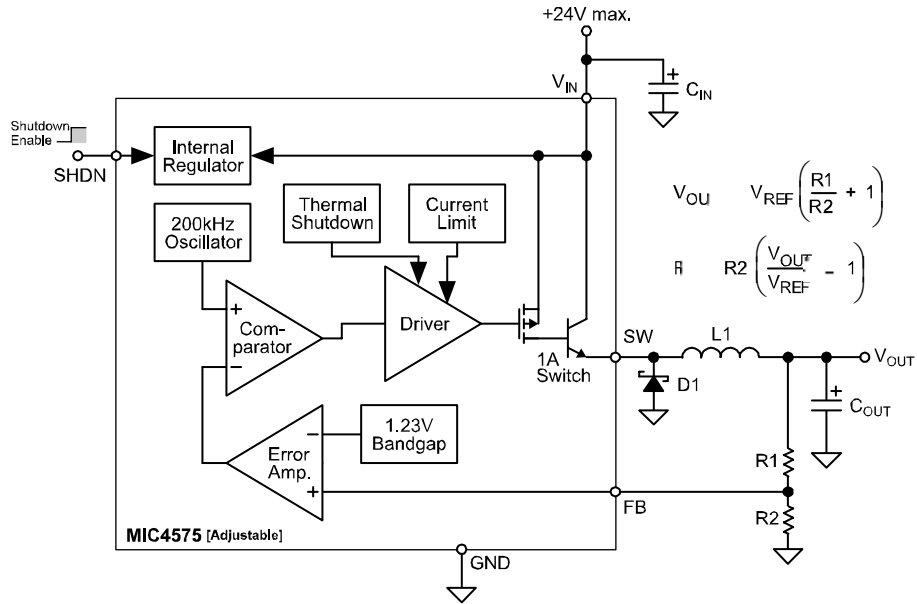 +24V max.
VIN
CIN
Shutdown
Enable
SHDN
Internal
Regulator
200kHz
Oscillator
Thermal
Shutdown
Current
Limit
VOU VREF (R1/R2 + 1)
R2 (VOUT/VREF - 1)
+
Com-
parator
−
Driver
SW
L1
VOUT
1A
Switch
D1
+
COUT
1.23V
Bandgap
−
Error
Amp.
+
R1
FB
R2
MIC4575 [Adjustable]
GND